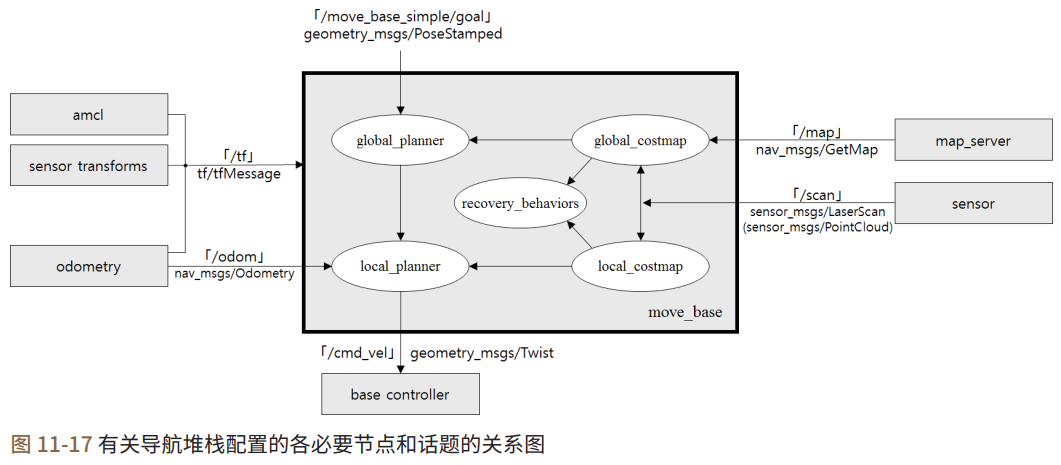 「/move_base_simple/goal」
geometry_msgs/PoseStamped
amcl
sensor transforms
odometry
「/tf」
tf/tfMessage
「/odom」
nav_msgs/Odometry
global_planner
global_costmap
recovery_behaviors
local_planner
local_costmap
move_base
「/map」
nav_msgs/GetMap
map_server
「/scan」
sensor_msgs/LaserScan
(sensor_msgs/PointCloud)
sensor
「/cmd_vel」 geometry_msgs/Twist
base controller
图 11-17 有关导航堆栈配置的各必要节点和话题的关系图